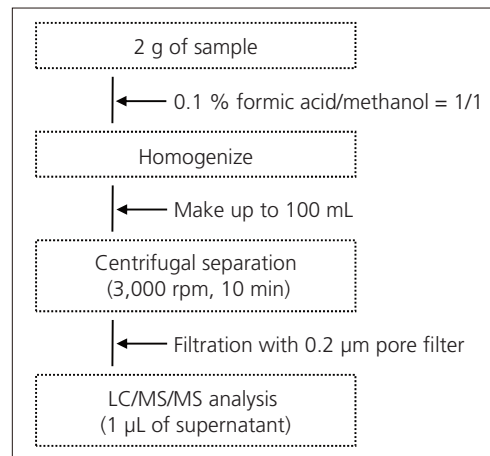 2 g of sample
0.1 % formic acid/methanol = 1/1
Homogenize
Make up to 100 mL
Centrifugal separation
(3,000 rpm, 10 min)
Filtration with 0.2 µm pore filter
LC/MS/MS analysis
(1 µL of supernatant)